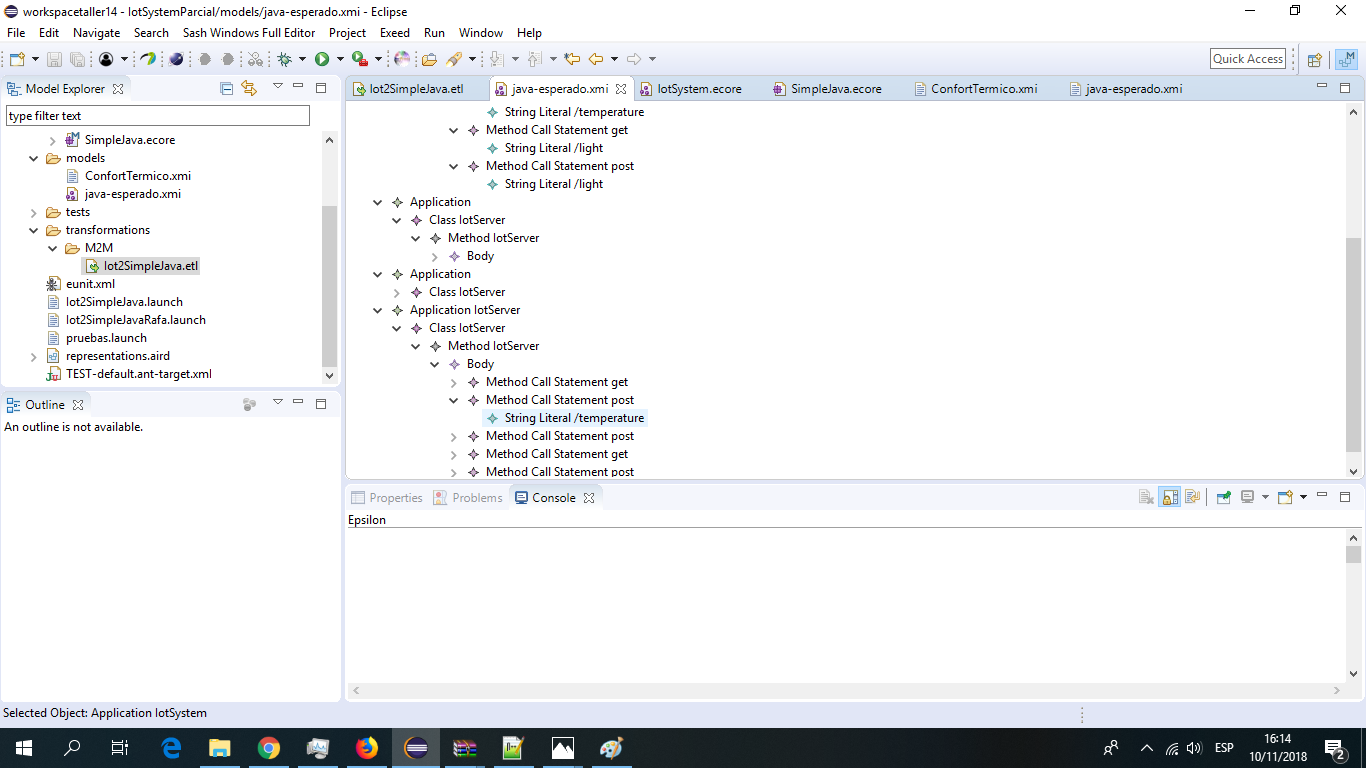 workspacetaller14 - IotSystemParcial/models/java-esperado.xmi - Eclipse
File Edit Navigate Search Sash Windows Full Editor Project Exeed Run Window Help
Quick Access
Model Explorer
type filter text
SimpleJava.ecore
models
ConfortTermico.xmi
java-esperado.xmi
tests
transformations
M2M
Iot2SimpleJava.etl
eunit.xml
Iot2SimpleJava.launch
Iot2SimpleJavaRafa.launch
pruebas.launch
representations.aird
TEST-default.ant-target.xml
Outline
An outline is not available.
Iot2SimpleJava.etl java-esperado.xmi IotSystem.ecore SimpleJava.ecore ConfortTermico.xmi java-esperado.xmi
String Literal /temperature
Method Call Statement get
String Literal /light
Method Call Statement post
String Literal /light
Application
Class IotServer
Method IotServer
Body
Application
Class IotServer
Application IotServer
Class IotServer
Method IotServer
Body
Method Call Statement get
Method Call Statement post
String Literal /temperature
Method Call Statement post
Method Call Statement get
Method Call Statement post
Properties Problems Console
Epsilon
Selected Object: Application IotSystem
ESP
16:14
10/11/2018
2